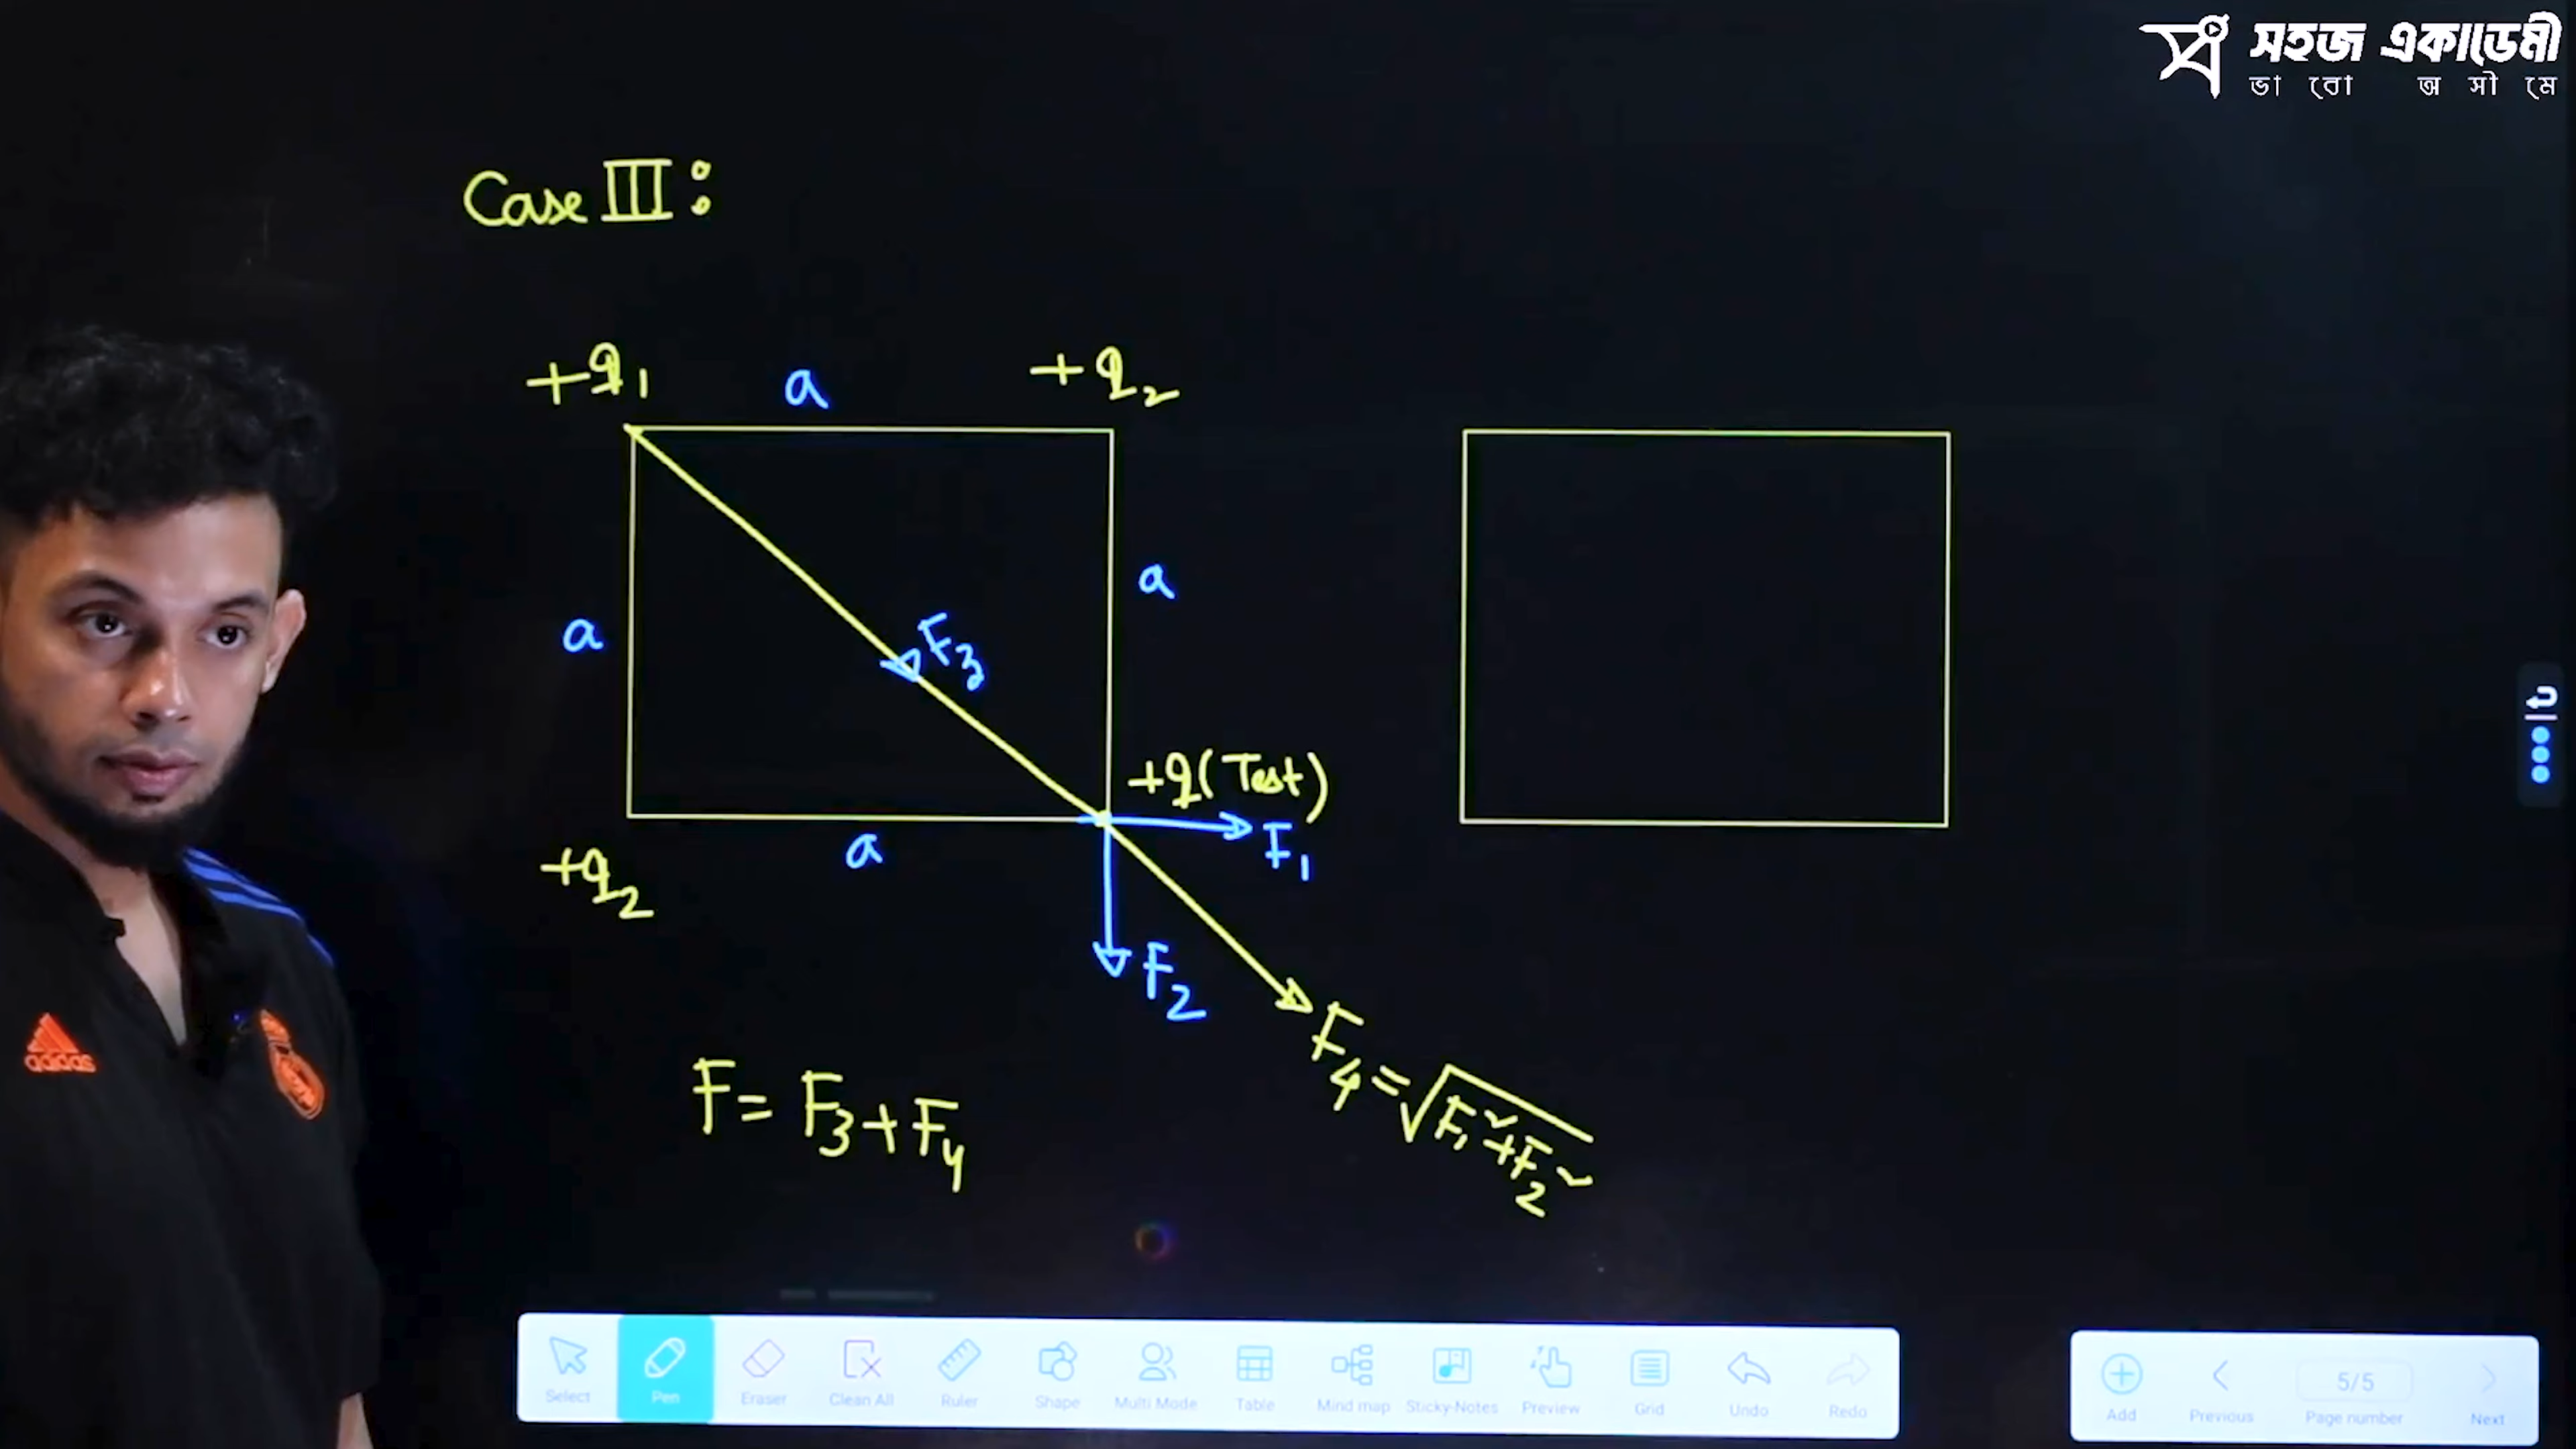 সহজ একাডেমী
ভাবো অসীমে
Case III:
+q₁ a +q₂
a
a
F₃
+q (Test)
F₁
a
+q₂
F₂
F₄ = √F₁² + F₂²
F = F₃ + F₄
adidas
Select Pen Eraser Clean All Ruler Shape Multi Mode Table Mind map Sticky-Notes Preview Grid Undo Redo
Add Previous 5/5 Page number Next